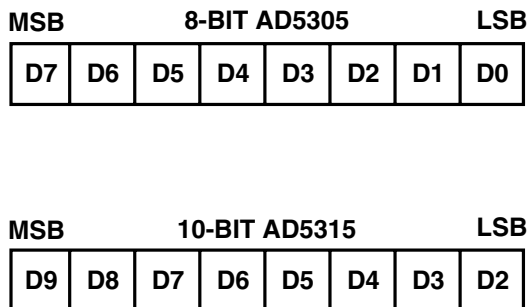 MSB 8-BIT AD5305 LSB
D7 D6 D5 D4 D3 D2 D1 D0
MSB 10-BIT AD5315 LSB
D9 D8 D7 D6 D5 D4 D3 D2